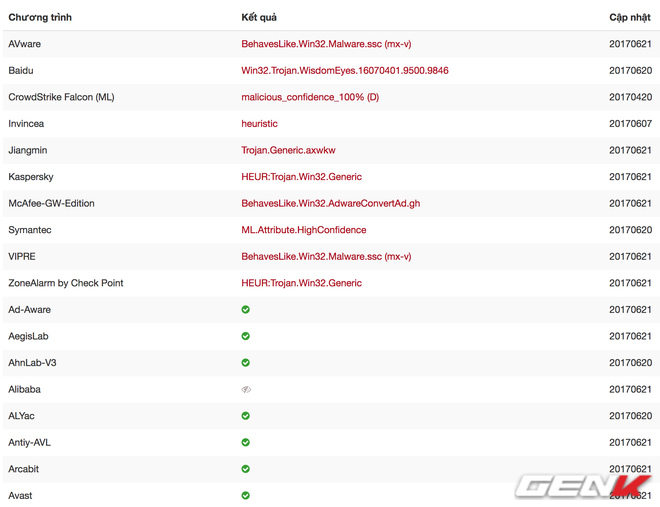 Chương trình Kết quả Cập nhật
AVware BehavesLike.Win32.Malware.ssc (mx-v) 20170621
Baidu Win32.Trojan.WisdomEyes.16070401.9500.9846 20170620
CrowdStrike Falcon (ML) malicious_confidence_100% (D) 20170420
Invincea heuristic 20170607
Jiangmin Trojan.Generic.axwkw 20170621
Kaspersky HEUR:Trojan.Win32.Generic 20170621
McAfee-GW-Edition BehavesLike.Win32.AdwareConvertAd.gh 20170621
Symantec ML.Attribute.HighConfidence 20170620
VIPRE BehavesLike.Win32.Malware.ssc (mx-v) 20170621
ZoneAlarm by Check Point HEUR:Trojan.Win32.Generic 20170621
Ad-Aware 20170621
AegisLab 20170621
AhnLab-V3 20170620
Alibaba 20170621
ALYac 20170620
Antiy-AVL 20170621
Arcabit 20170621
Avast 20170621
GENK